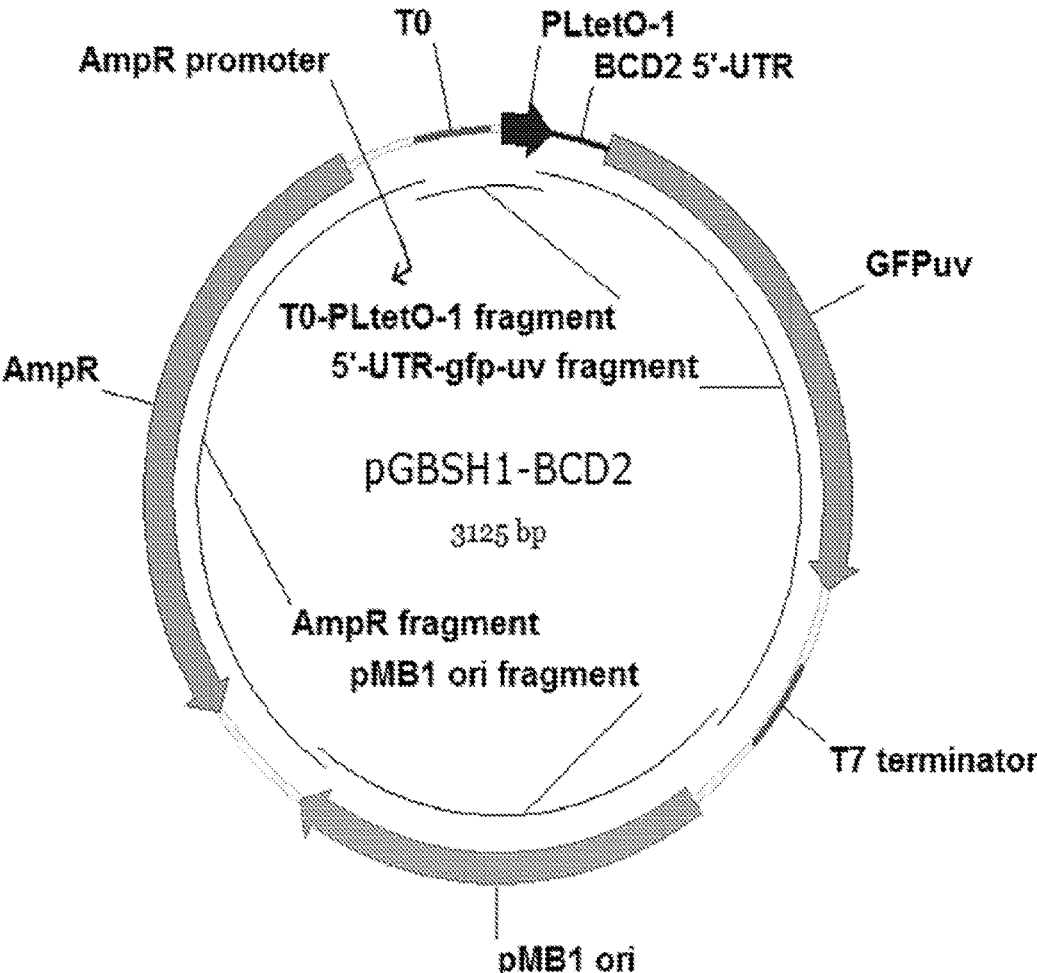 T0
PLtetO-1
AmpR promoter
BCD2 5'-UTR
GFPuv
T0-PLtetO-1 fragment
5'-UTR-gfp-uv fragment
AmpR
pGBSH1-BCD2
3125 bp
AmpR fragment
pMB1 ori fragment
T7 terminator
pMB1 ori